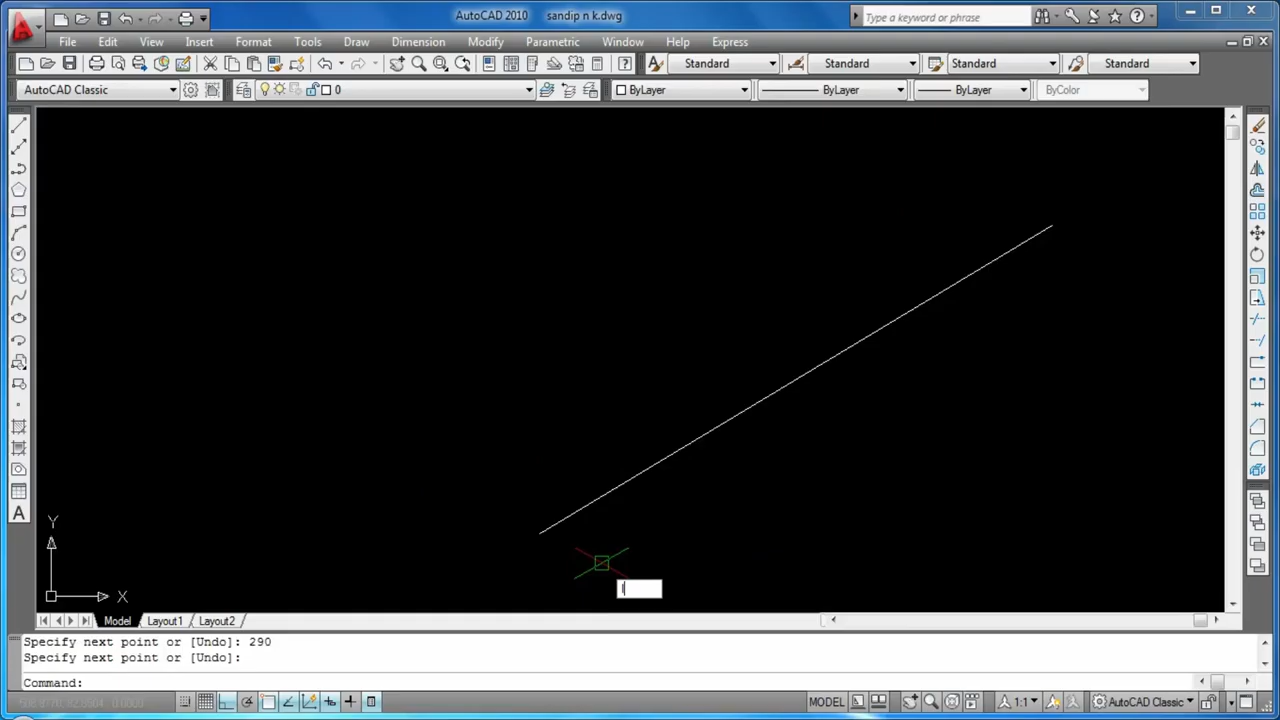 AutoCAD 2010 sandip n k.dwg
Type a keyword or phrase
File Edit View Insert Format Tools Draw Dimension Modify Parametric Window Help Express
Standard Standard Standard Standard
AutoCAD Classic 0 ByLayer ByLayer ByLayer ByColor
A
Y
X
l
Model Layout1 Layout2
Specify next point or [Undo]: 290
Specify next point or [Undo]:
Command:
MODEL 1:1 AutoCAD Classic